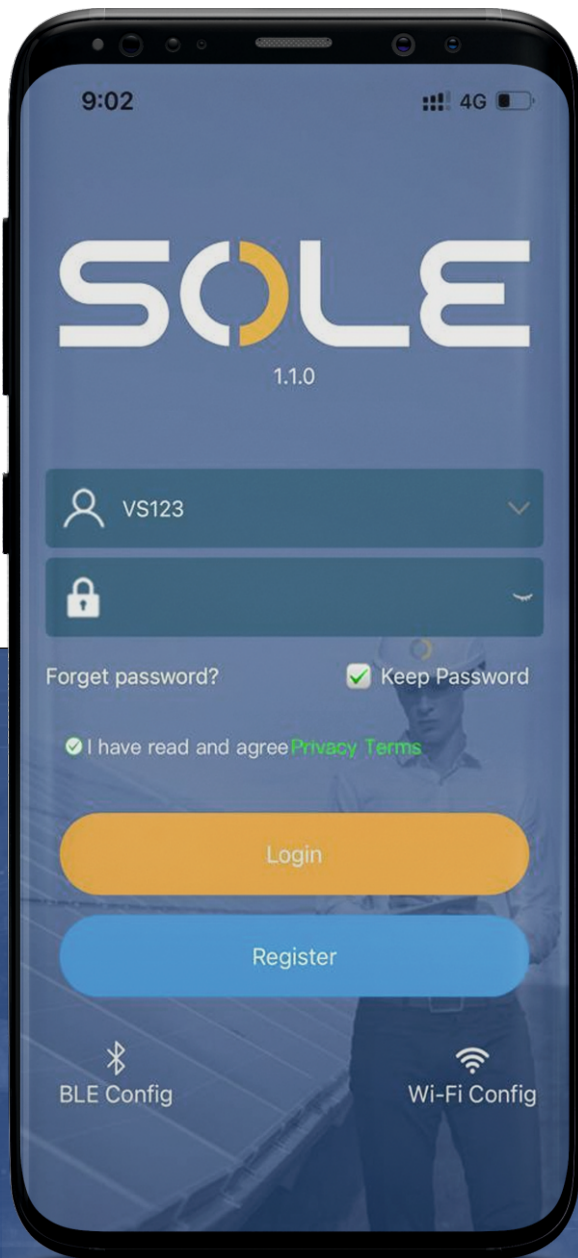 9:02
4G
SOLE
1.1.0
VS123
Forget password?
Keep Password
I have read and agree Privacy Terms
Login
Register
BLE Config
Wi-Fi Config